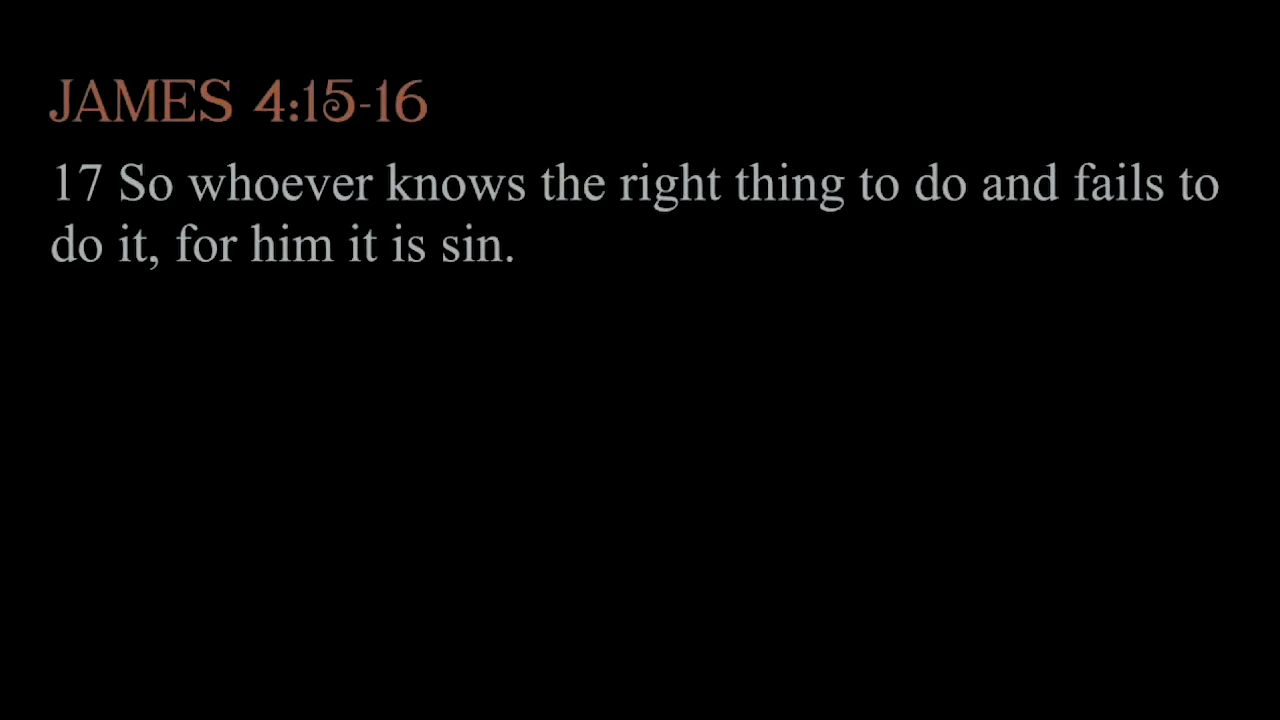 JAMES 4:15-16
17 So whoever knows the right thing to do and fails to
do it, for him it is sin.